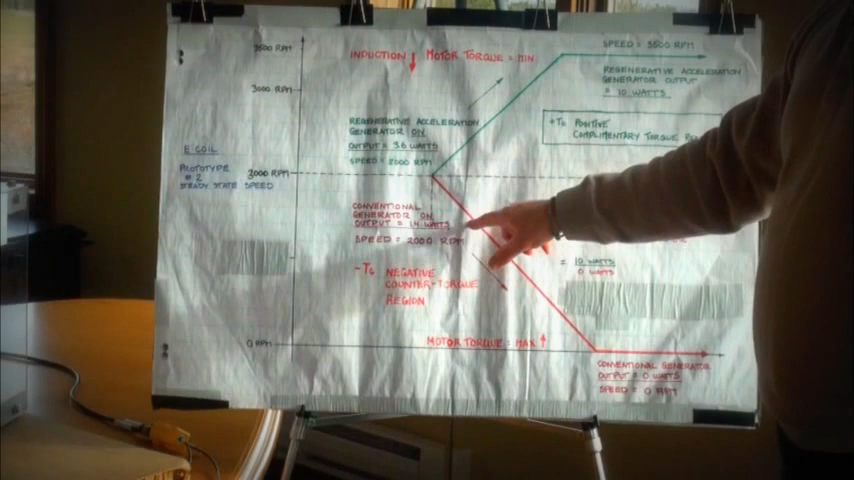 3500 RPM
INDUCTION ↓ MOTOR TORQUE = MIN
SPEED = 3500 RPM
3000 RPM
REGENERATIVE ACCELERATION
GENERATOR OUTPUT
= 10 WATTS
REGENERATIVE ACCELERATION
GENERATOR ON
OUTPUT = 3.6 WATTS
SPEED = 2000 RPM
+TG POSITIVE
COMPLIMENTARY TORQUE
E COIL
PROTOTYPE
# 2
STEADY STATE SPEED
3000 RPM
CONVENTIONAL
GENERATOR ON
OUTPUT = 14 WATTS
SPEED = 2000 RPM
-TG NEGATIVE
COUNTER-TORQUE
REGION
= 10 WATTS
0 WATTS
0 RPM
MOTOR TORQUE = MAX ↑
CONVENTIONAL GENERATOR
OUTPUT = 0 WATTS
SPEED = 0 RPM